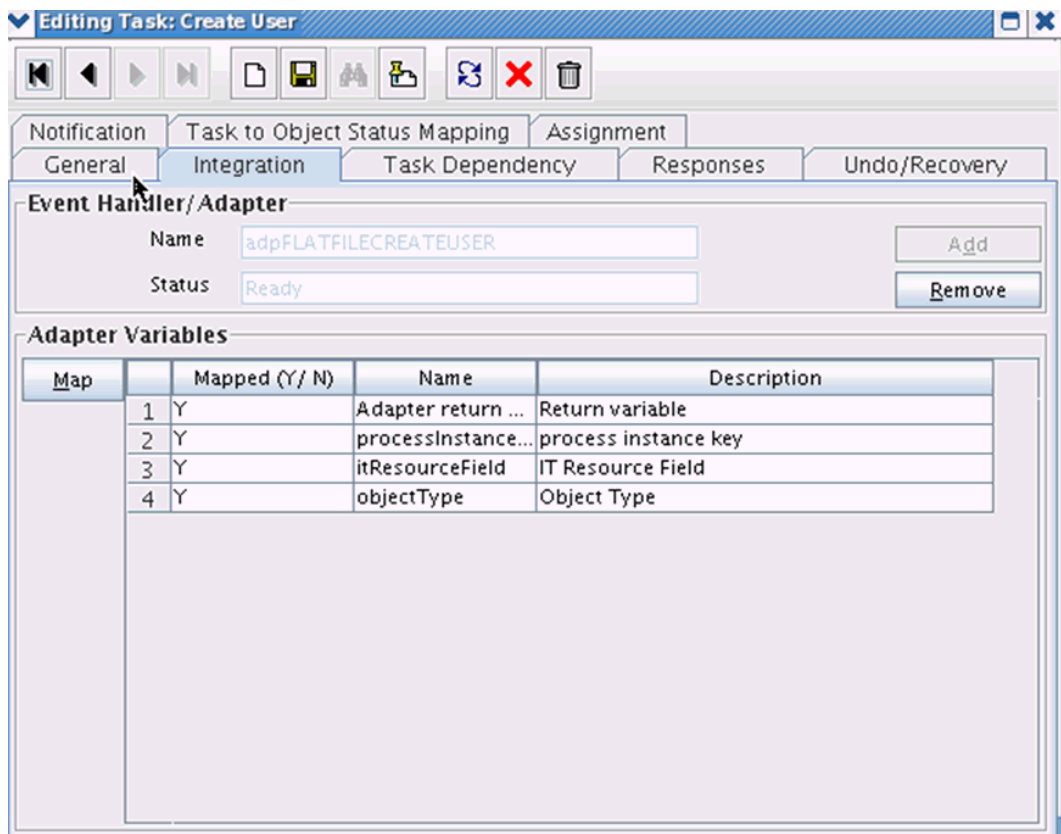 Editing Task: Create User
Notification Task to Object Status Mapping Assignment
General Integration Task Dependency Responses Undo/Recovery
Event Handler/Adapter
Name adpFLATFILECREATEUSER Add
Status Ready Remove
Adapter Variables
Map Mapped (Y/ N) Name Description
1 Y Adapter return ... Return variable
2 Y processInstance... process instance key
3 Y itResourceField IT Resource Field
4 Y objectType Object Type